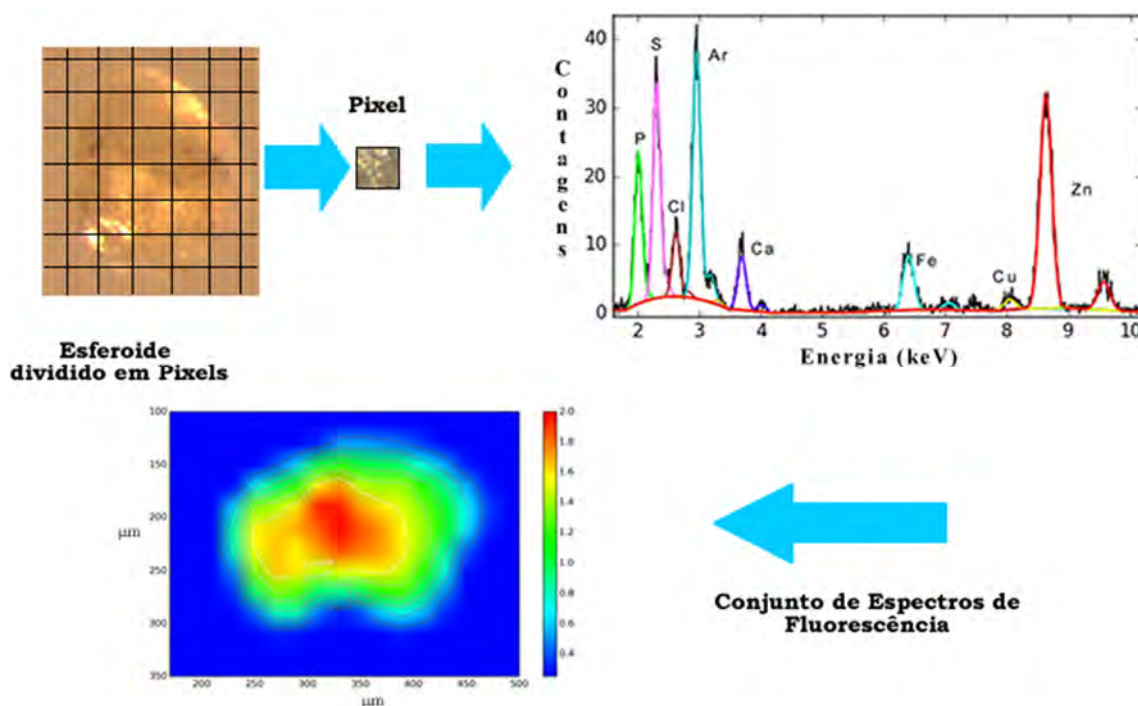 Pixel
Esferoide
dividido em Pixels
Contagens
40
30
20
10
0
P
S
Cl
Ar
Ca
Fe
Cu
Zn
2 3 4 5 6 7 8 9 10
Energia (keV)
100
150
200
250
300
350
μm
200 250 300 350 400 450 500
μm
2.0
1.8
1.6
1.4
1.2
1.0
0.8
0.6
0.4
Conjunto de Espectros de
Fluorescência